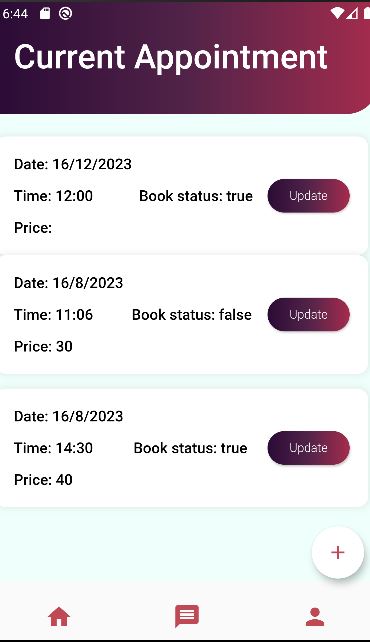 6:44
Current Appointment
Date: 16/12/2023
Time: 12:00 Book status: true Update
Price:
Date: 16/8/2023
Time: 11:06 Book status: false Update
Price: 30
Date: 16/8/2023
Time: 14:30 Book status: true Update
Price: 40
+